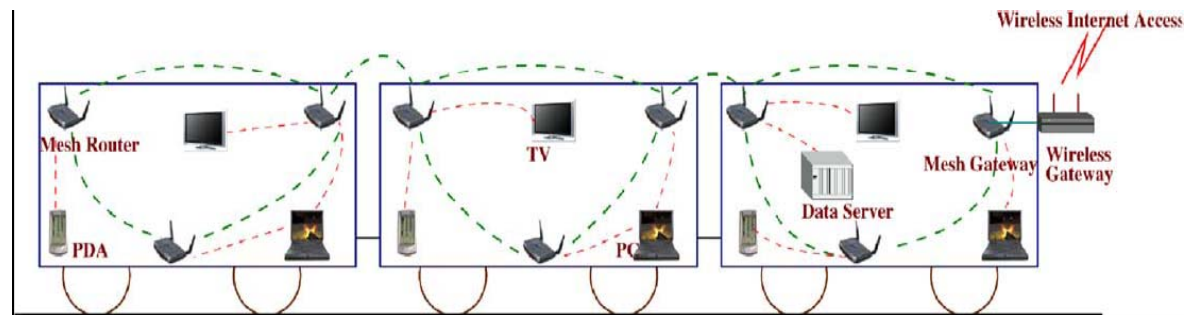 Wireless Internet Access
Mesh Router
TV
Mesh Gateway
Wireless
Gateway
Data Server
PDA
PC